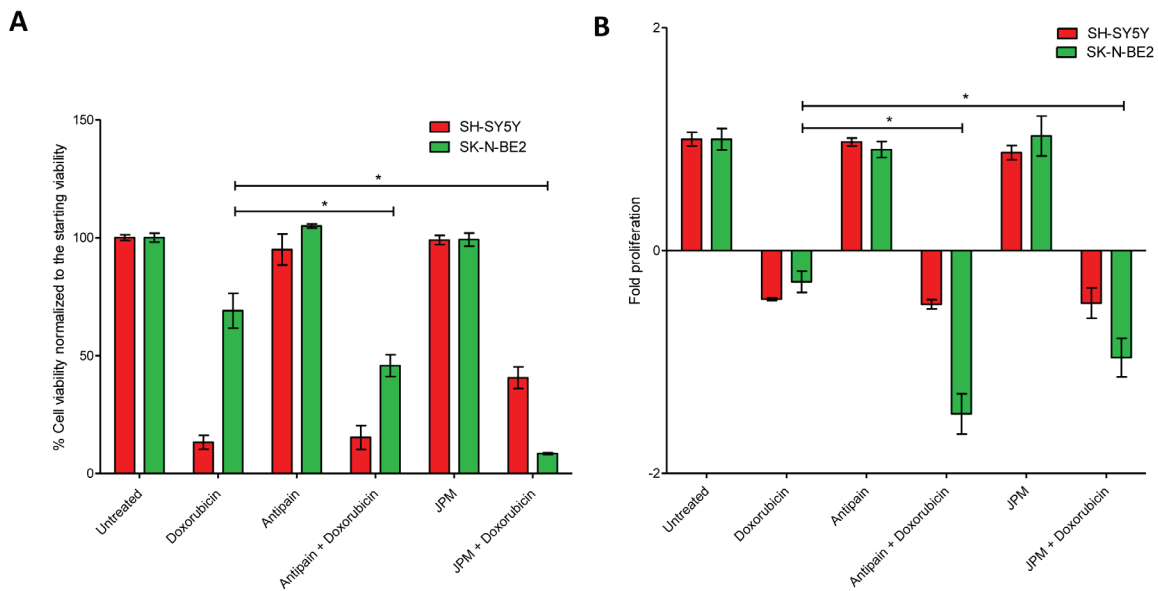 A
% Cell viability normalized to the starting viability
150
100
50
0
SH-SY5Y
SK-N-BE2
*
*
Untreated
Doxorubicin
Antipain
Antipain + Doxorubicin
JPM
JPM + Doxorubicin
B
Fold proliferation
2
0
-2
SH-SY5Y
SK-N-BE2
*
*
Untreated
Doxorubicin
Antipain
Antipain + Doxorubicin
JPM
JPM + Doxorubicin